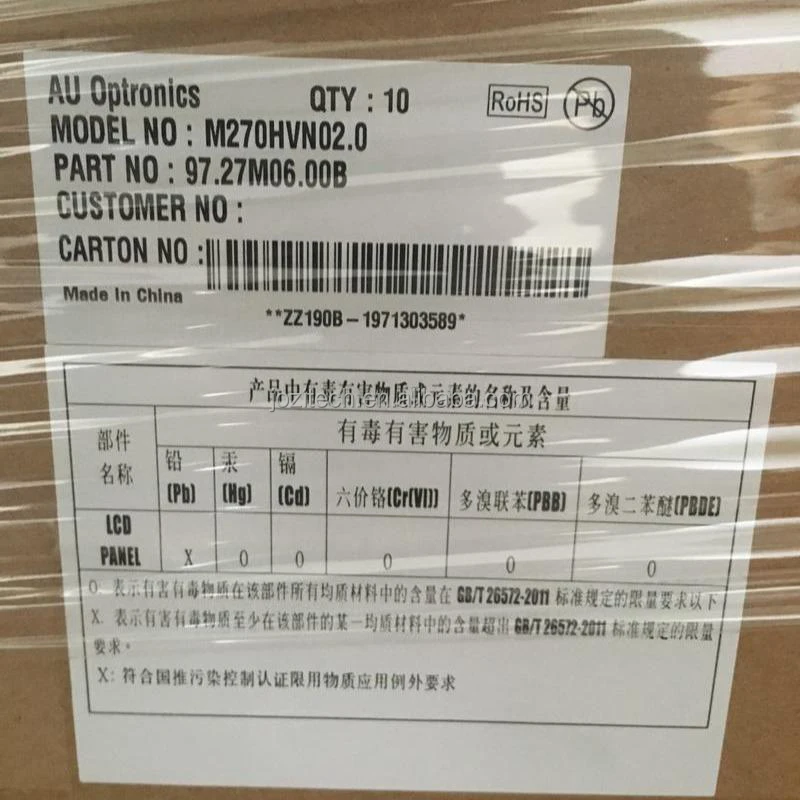 AU Optronics QTY : 10 RoHS Pb
MODEL NO : M270HVN02.0
PART NO : 97.27M06.00B
CUSTOMER NO :
CARTON NO :
Made In China
**ZZ190B-1971303589*
产品中有毒有害物质或元素的名称及含量
jozitech.en.alibaba.com
部件名称 有毒有害物质或元素
铅(Pb) 汞(Hg) 镉(Cd) 六价铬(Cr(VI)) 多溴联苯(PBB) 多溴二苯醚(PBDE)
LCD PANEL X O O O O O
O. 表示有害有毒物质在该部件所有均质材料中的含量在 GB/T 26572-2011 标准规定的限量要求以下
X. 表示有害有毒物质至少在该部件的某一均质材料中的含量超出 GB/T 26572-2011 标准规定的限量
要求。
X: 符合国推污染控制认证限用物质应用例外要求